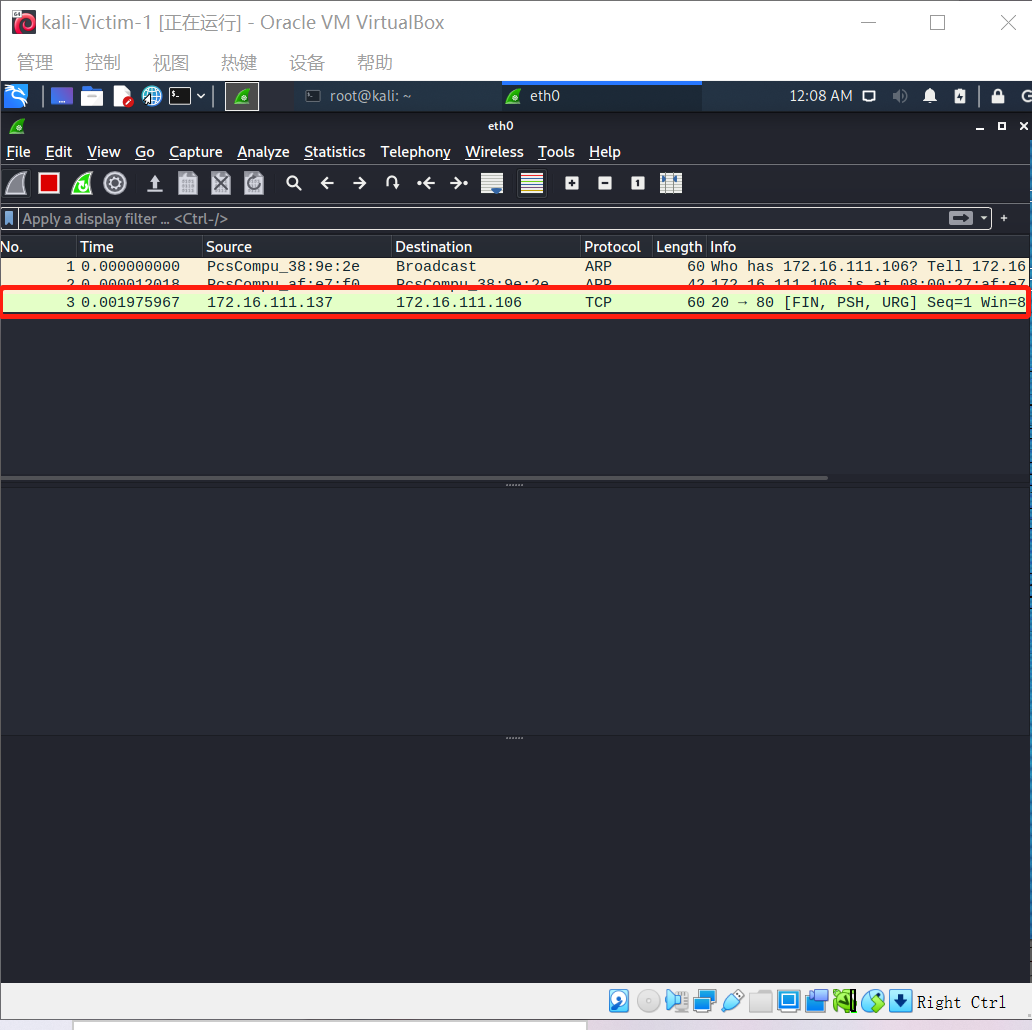 kali-Victim-1 [正在运行] - Oracle VM VirtualBox
管理 控制 视图 热键 设备 帮助
root@kali: ~ eth0 12:08 AM
eth0
File Edit View Go Capture Analyze Statistics Telephony Wireless Tools Help
Apply a display filter … <Ctrl-/> +
No. Time Source Destination Protocol Length Info
1 0.000000000 PcsCompu_38:9e:2e Broadcast ARP 60 Who has 172.16.111.106? Tell 172.16
2 0.000012018 PcsCompu_af:e7:f0 PcsCompu_38:9e:2e ARP 42 172.16.111.106 is at 08:00:27:af:e7
3 0.001975967 172.16.111.137 172.16.111.106 TCP 60 20 → 80 [FIN, PSH, URG] Seq=1 Win=8
Right Ctrl